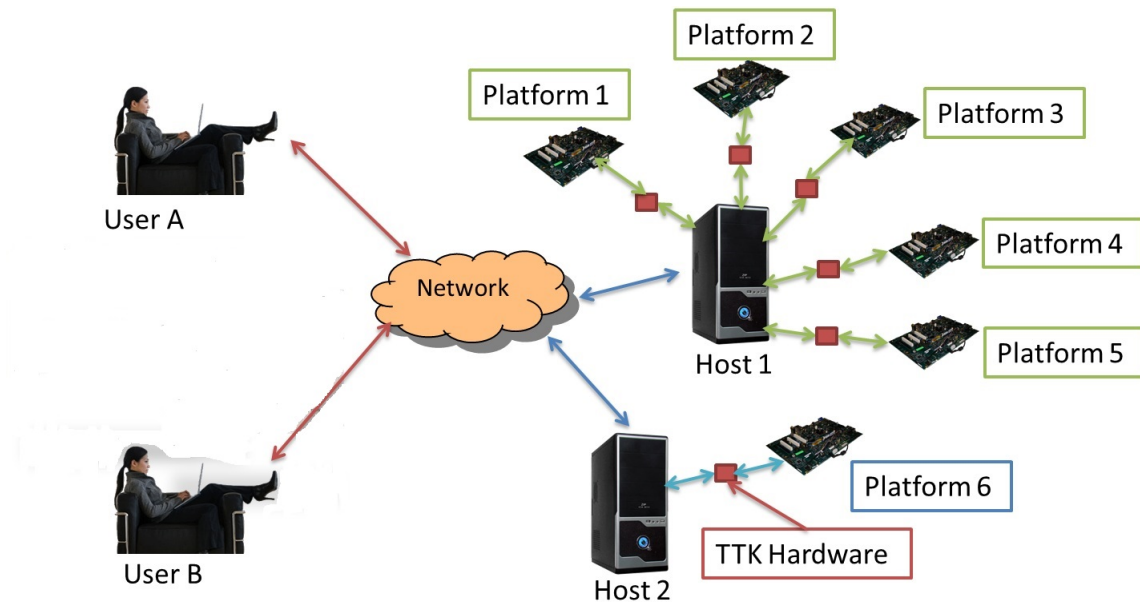 Platform 2
Platform 1
Platform 3
User A
Platform 4
Network
Platform 5
Host 1
Platform 6
TTK Hardware
User B
Host 2